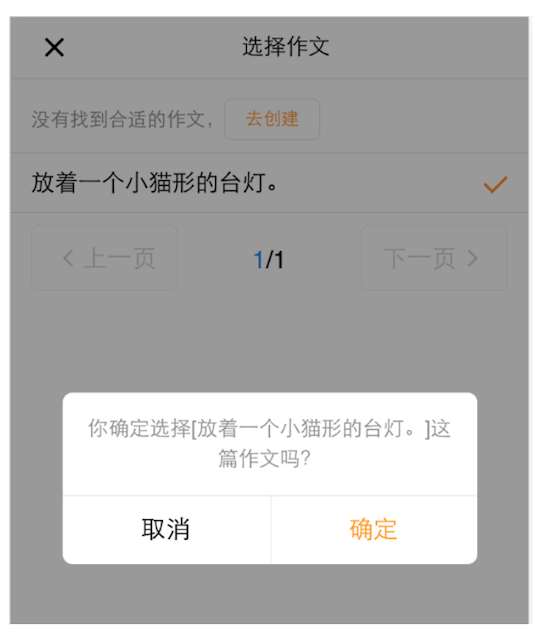 选择作文
没有找到合适的作文，
去创建
放着一个小猫形的台灯。
上一页
1/1
下一页
你确定选择[放着一个小猫形的台灯。]这
篇作文吗?
取消
确定